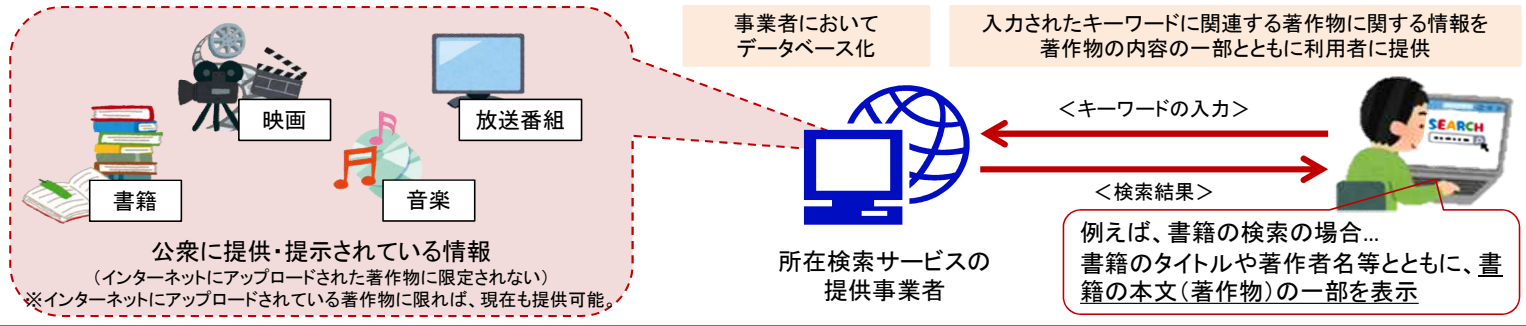 映画
放送番組
書籍
音楽
公衆に提供・提示されている情報
（インターネットにアップロードされた著作物に限定されない）
※インターネットにアップロードされている著作物に限れば、現在も提供可能。
事業者において
データベース化
所在検索サービスの
提供事業者
入力されたキーワードに関連する著作物に関する情報を
著作物の内容の一部とともに利用者に提供
＜キーワードの入力＞
＜検索結果＞
SEARCH
例えば、書籍の検索の場合…
書籍のタイトルや著作者名等とともに、書
籍の本文（著作物）の一部を表示